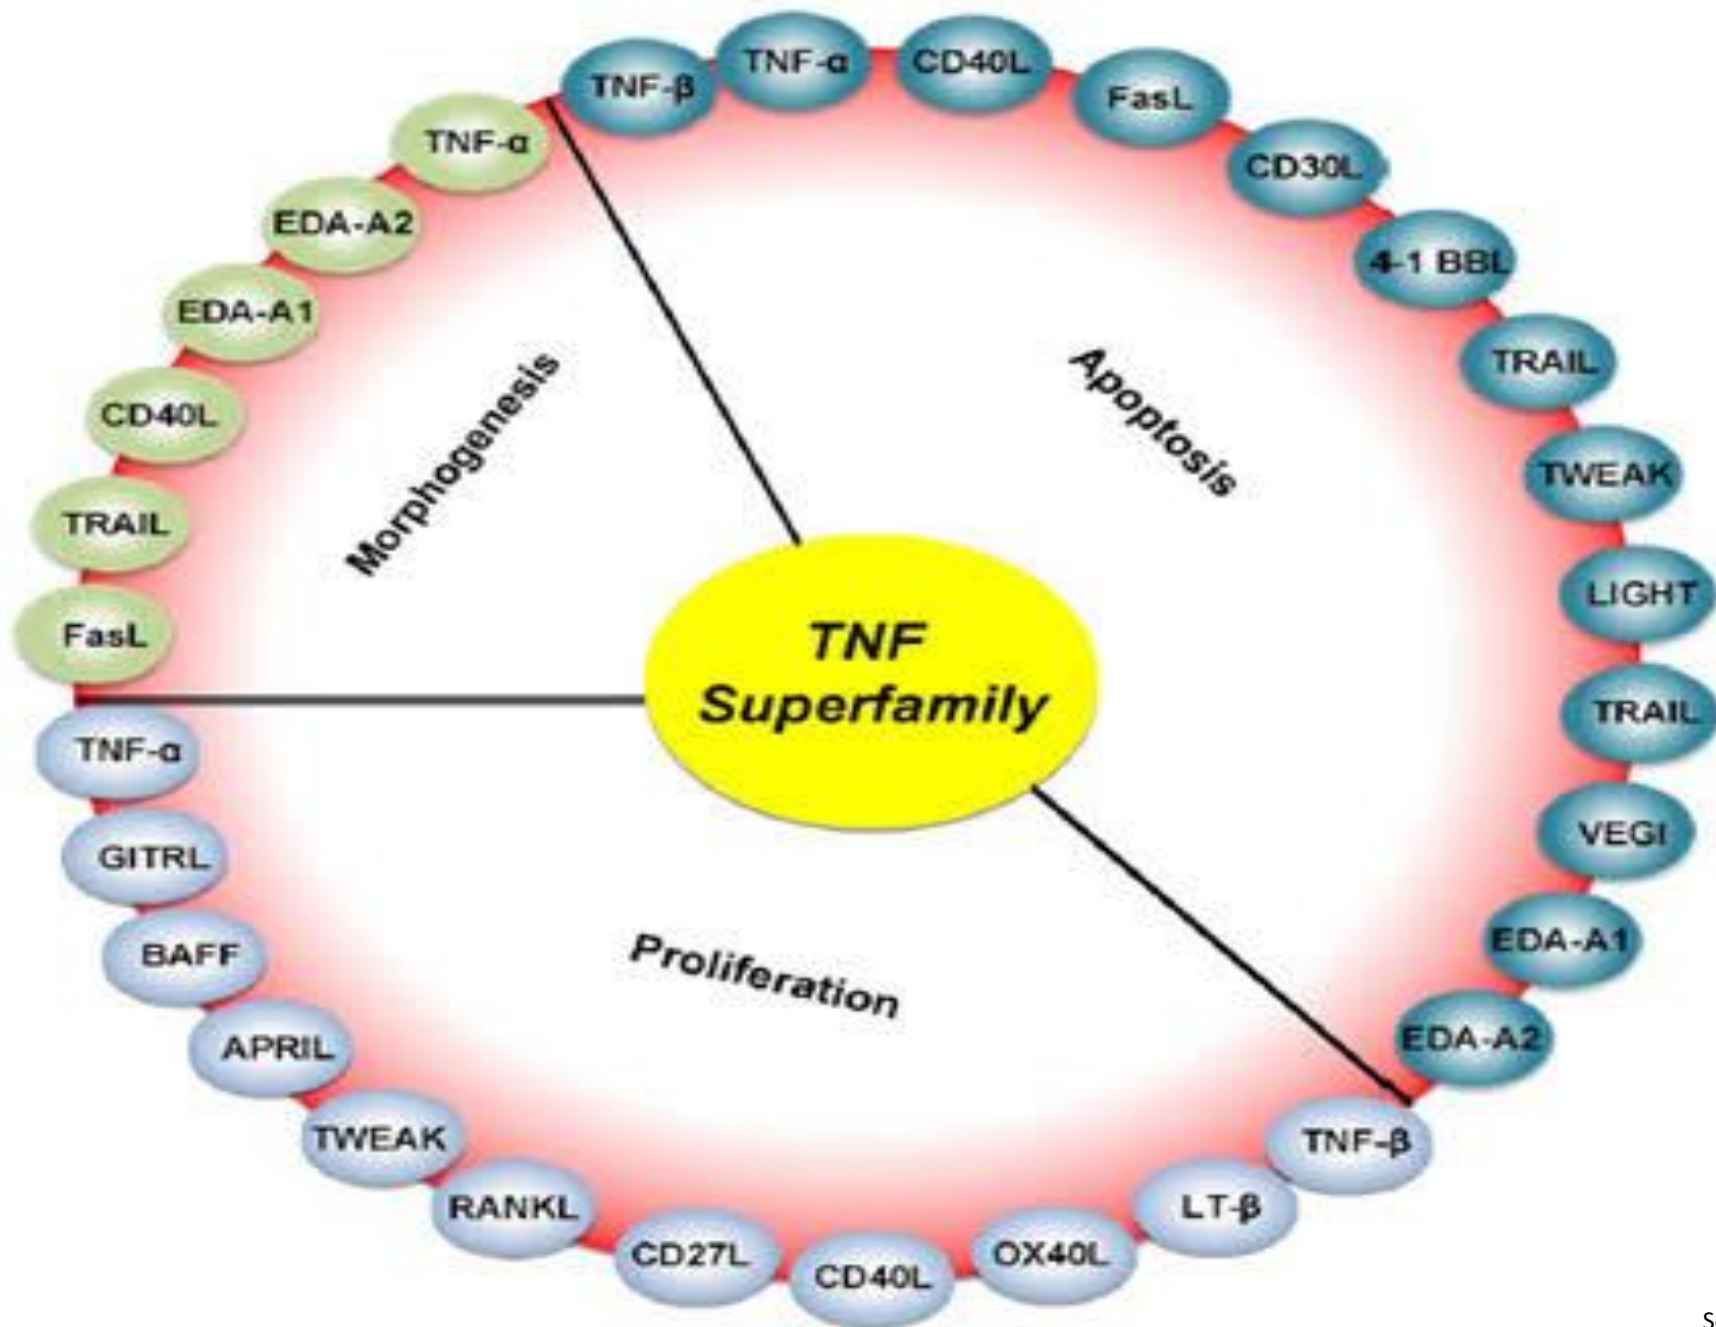 TNF-β
TNF-α
CD40L
FasL
CD30L
4-1 BBL
TRAIL
TWEAK
LIGHT
TRAIL
VEGI
EDA-A1
EDA-A2
TNF-α
EDA-A2
EDA-A1
CD40L
TRAIL
FasL
Morphogenesis
Apoptosis
TNF
Superfamily
Proliferation
TNF-α
GITRL
BAFF
APRIL
TWEAK
RANKL
CD27L
CD40L
OX40L
LT-β
TNF-β